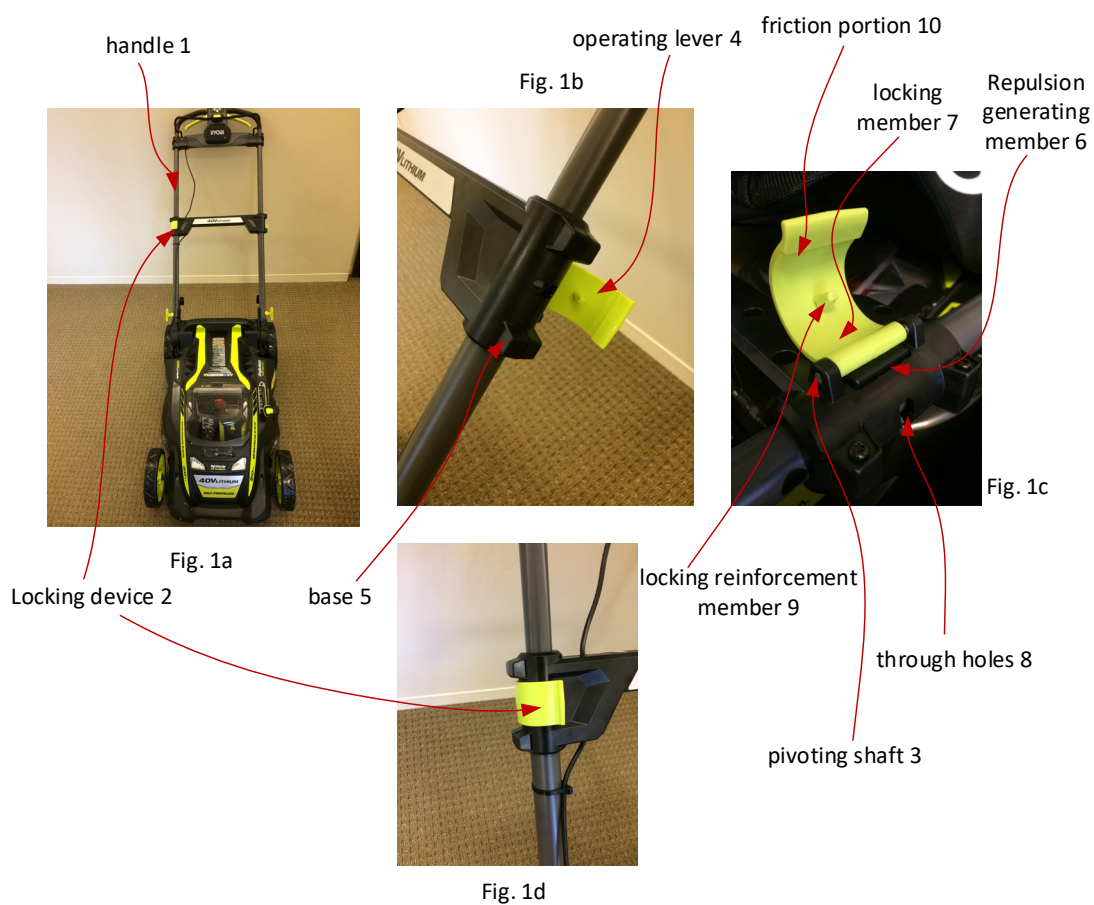 friction portion 10
handle 1
operating lever 4
Fig. 1b
Repulsion
generating
member 6
locking
member 7
RYOBI
40V LITHIUM
VLITHIUM
40VLITHIUM
Fig. 1c
Fig. 1a
Locking device 2
base 5
locking reinforcement
member 9
through holes 8
pivoting shaft 3
Fig. 1d